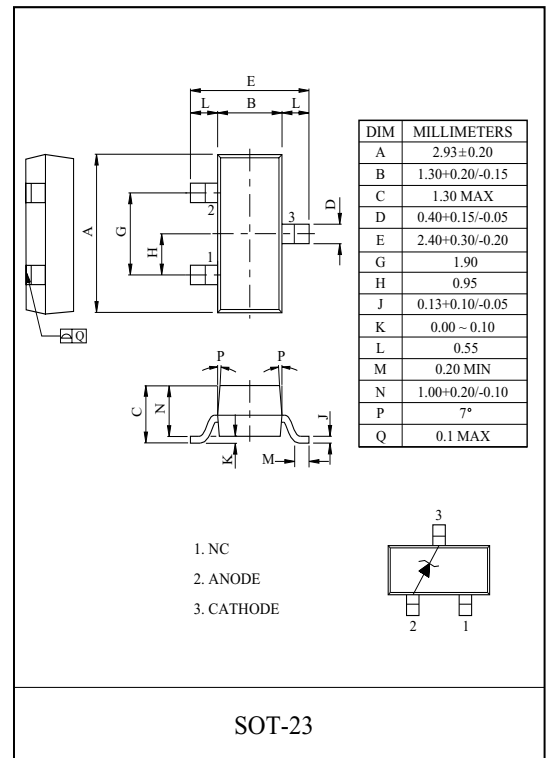 E
L B L
A
G
H
D
2
3
1
Q
DIM MILLIMETERS
A 2.93±0.20
B 1.30+0.20/-0.15
C 1.30 MAX
D 0.40+0.15/-0.05
E 2.40+0.30/-0.20
G 1.90
H 0.95
J 0.13+0.10/-0.05
K 0.00 ~ 0.10
L 0.55
M 0.20 MIN
N 1.00+0.20/-0.10
P 7°
Q 0.1 MAX
P P
C
N
J
K
M
1. NC
2. ANODE
3. CATHODE
3
2 1
SOT-23